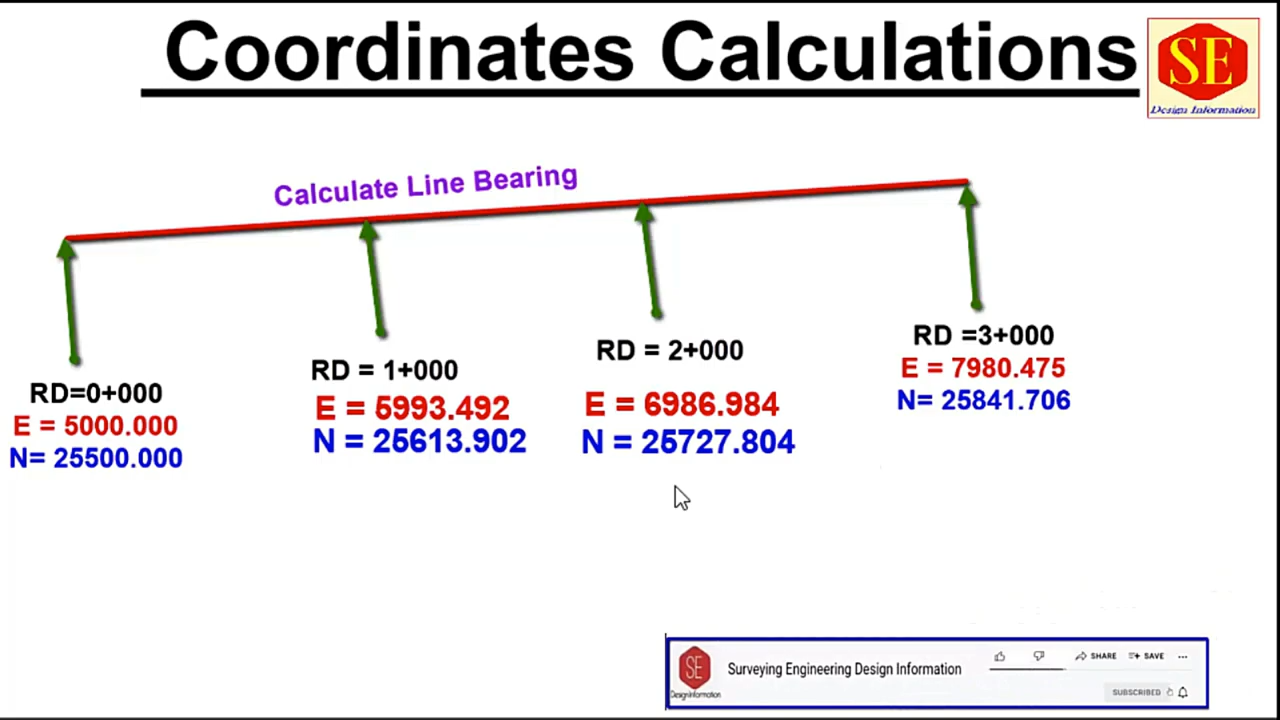 Coordinates Calculations
SE
Design Information
Calculate Line Bearing
RD=0+000
E = 5000.000
N= 25500.000
RD = 1+000
E = 5993.492
N = 25613.902
RD = 2+000
E = 6986.984
N = 25727.804
RD =3+000
E = 7980.475
N= 25841.706
SE
DesignInformation
Surveying Engineering Design Information
SHARE
SAVE
SUBSCRIBED